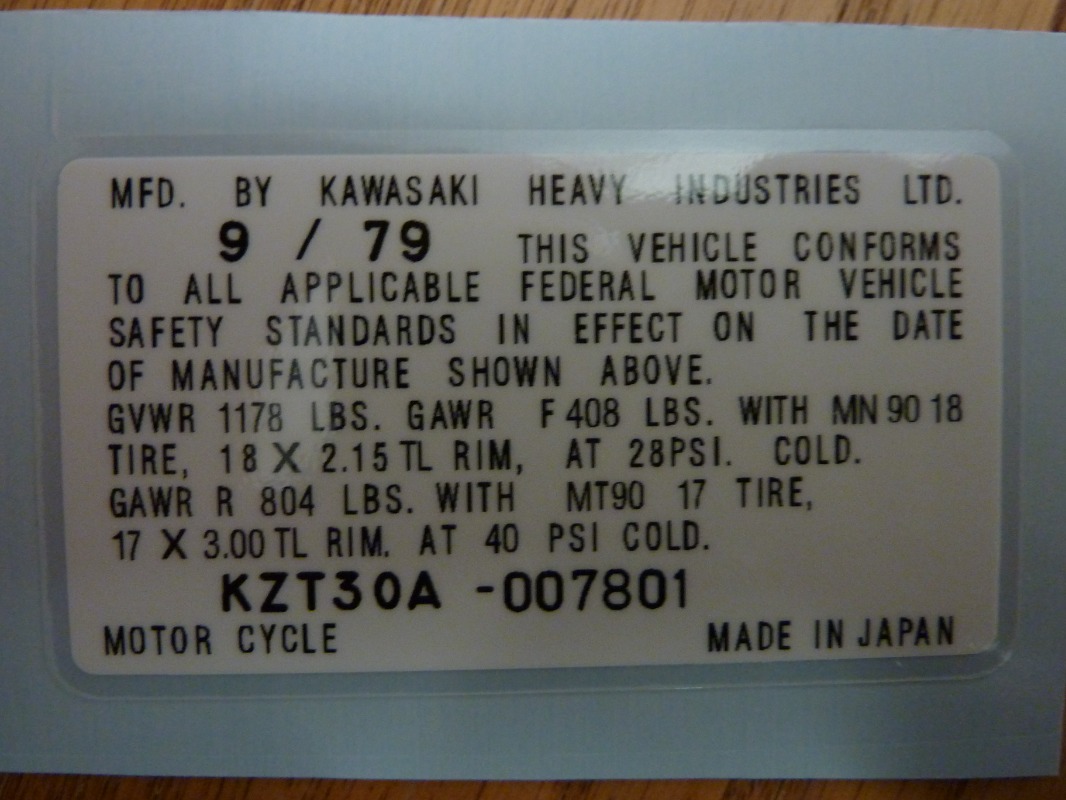 MFD. BY KAWASAKI HEAVY INDUSTRIES LTD.
9 / 79 THIS VEHICLE CONFORMS
TO ALL APPLICABLE FEDERAL MOTOR VEHICLE
SAFETY STANDARDS IN EFFECT ON THE DATE
OF MANUFACTURE SHOWN ABOVE.
GVWR 1178 LBS. GAWR F 408 LBS. WITH MN 90 18
TIRE, 18 X 2.15 TL RIM, AT 28PSI. COLD.
GAWR R 804 LBS. WITH MT90 17 TIRE,
17 X 3.00 TL RIM. AT 40 PSI COLD.
KZT30A -007801
MOTOR CYCLE MADE IN JAPAN